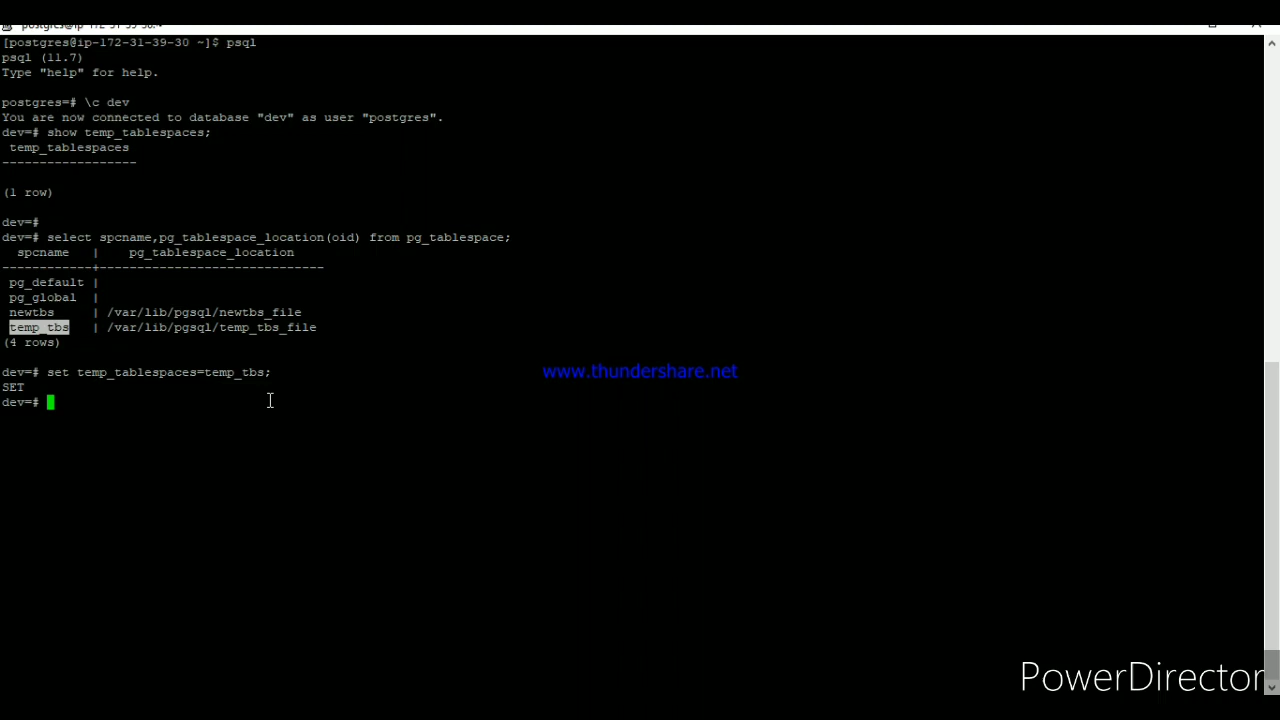 [postgres@ip-172-31-39-30 ~]$ psql
psql (11.7)
Type "help" for help.
postgres=# \c dev
You are now connected to database "dev" as user "postgres".
dev=# show temp_tablespaces;
temp_tablespaces
------------------
(1 row)
dev=#
dev=# select spcname,pg_tablespace_location(oid) from pg_tablespace;
spcname | pg_tablespace_location
------------+------------------------------
pg_default |
pg_global |
newtbs | /var/lib/pgsql/newtbs_file
temp_tbs | /var/lib/pgsql/temp_tbs_file
(4 rows)
dev=# set temp_tablespaces=temp_tbs;
SET
dev=#
www.thundershare.net
PowerDirector